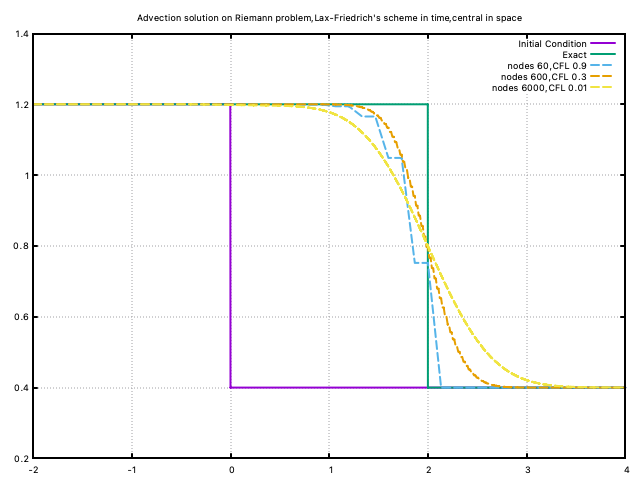 Advection solution on Riemann problem,Lax-Friedrich's scheme in time,central in space
1.4
Initial Condition
Exact
nodes 60,CFL 0.9
nodes 600,CFL 0.3
nodes 6000,CFL 0.01
1.2
1
0.8
0.6
0.4
0.2
-2 -1 0 1 2 3 4